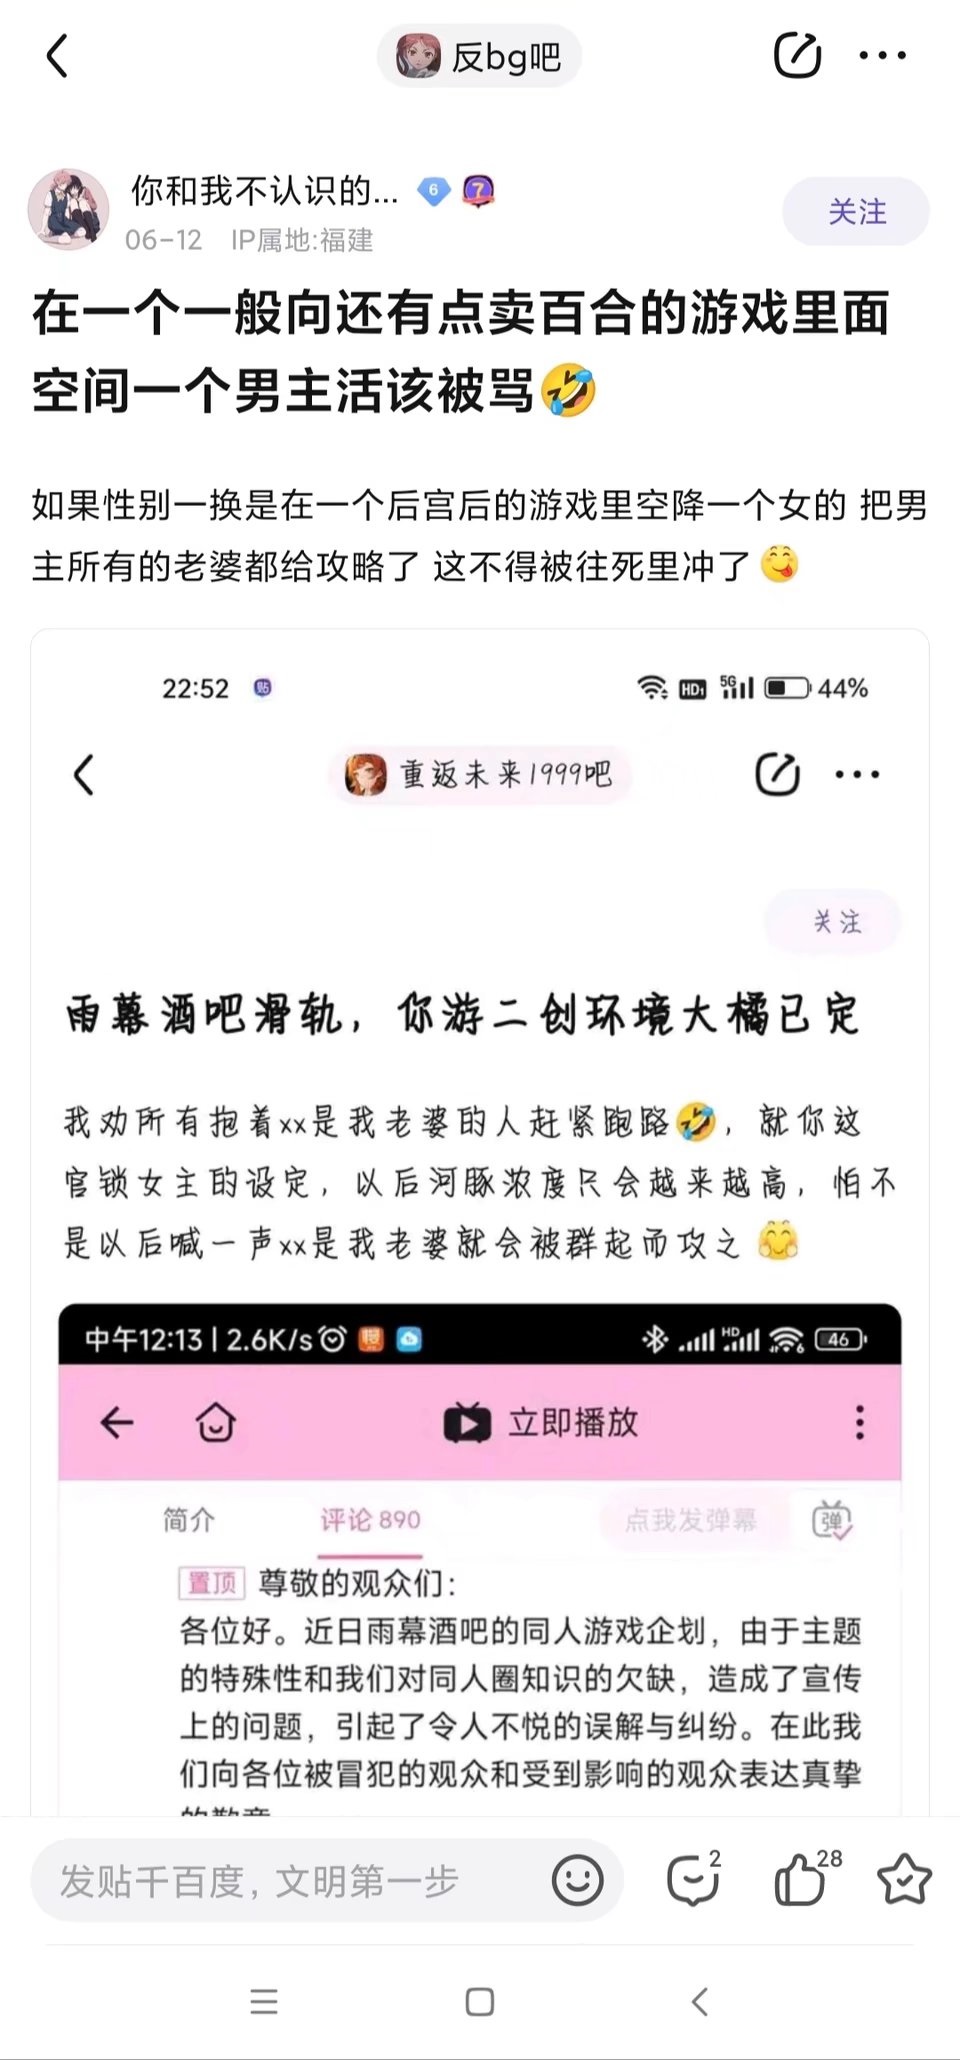 反bg吧
你和我不认识的... 6 7
06-12 IP属地:福建
关注
在一个一般向还有点卖百合的游戏里面
空间一个男主活该被骂🤣
如果性别一换是在一个后宫后的游戏里空降一个女的 把男
主所有的老婆都给攻略了 这不得被往死里冲了😋
22:52 贴 HD1 5G 44%
重返未来1999吧
关注
雨幕酒吧滑轨，你游二创环境大橘已定
我劝所有抱着xx是我老婆的人赶紧跑路🤣，就你这
官锁女主的设定，以后河豚浓度只会越来越高，怕不
是以后喊一声xx是我老婆就会被群起而攻之🤗
中午12:13 | 2.6K/s HD 6 46
立即播放
简介 评论 890 点我发弹幕 弹
置顶 尊敬的观众们：
各位好。近日雨幕酒吧的同人游戏企划，由于主题
的特殊性和我们对同人圈知识的欠缺，造成了宣传
上的问题，引起了令人不悦的误解与纠纷。在此我
们向各位被冒犯的观众和受到影响的观众表达真挚
的歉意
发贴千百度，文明第一步 2 28